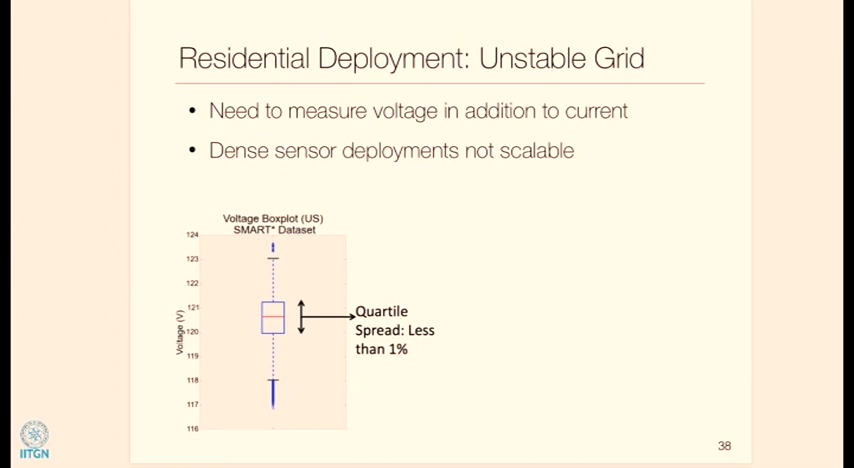 Residential Deployment: Unstable Grid
• Need to measure voltage in addition to current
• Dense sensor deployments not scalable
Voltage Boxplot (US)
SMART* Dataset
124
123
122
121
120
119
118
117
116
Voltage (V)
Quartile
Spread: Less
than 1%
38
IITGN